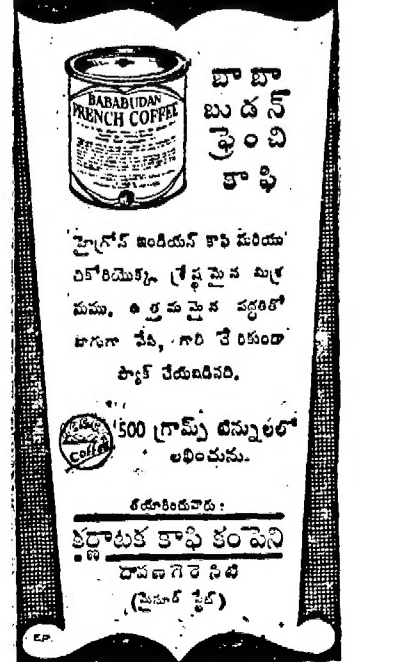 BABABUDAN
FRENCH COFFEE
బాబా
బుడన్
ఫ్రెంచి
కాఫి
హైగ్రోన్ ఇండియన్ కాఫి మరియు
చికోరియొక్క శ్రేష్ఠమైన మిశ్ర
మము, ఉత్తమమైన పద్ధతిలో
బాగుగా వేపి, గాలి చేరకుండా
ప్యాక్ చేయబడినది.
Coffee
500 గ్రామ్స్ టిన్నులలో
లభించును.
తయారించువారు :
కర్ణాటక కాఫి కంపెని
దావణగెరె సిటి
(మైసూర్ స్టేట్)
E.P.